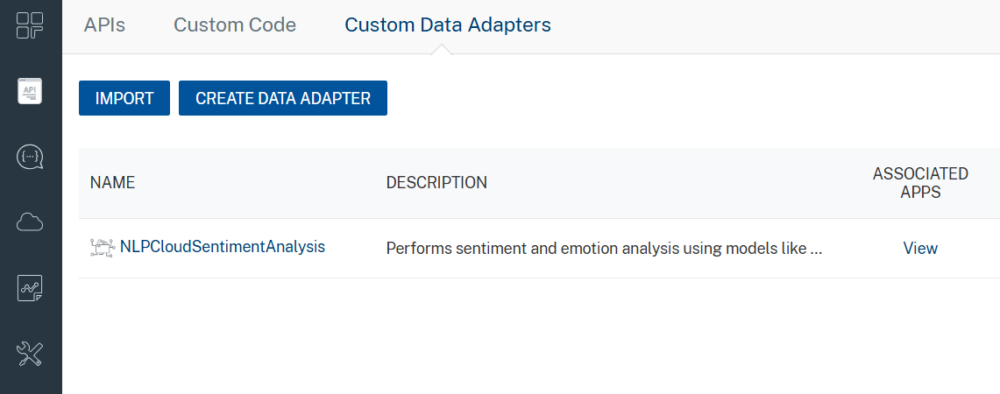 APIs Custom Code Custom Data Adapters
API
IMPORT CREATE DATA ADAPTER
NAME DESCRIPTION ASSOCIATED
APPS
{...}
NLPCloudSentimentAnalysis Performs sentiment and emotion analysis using models like ... View